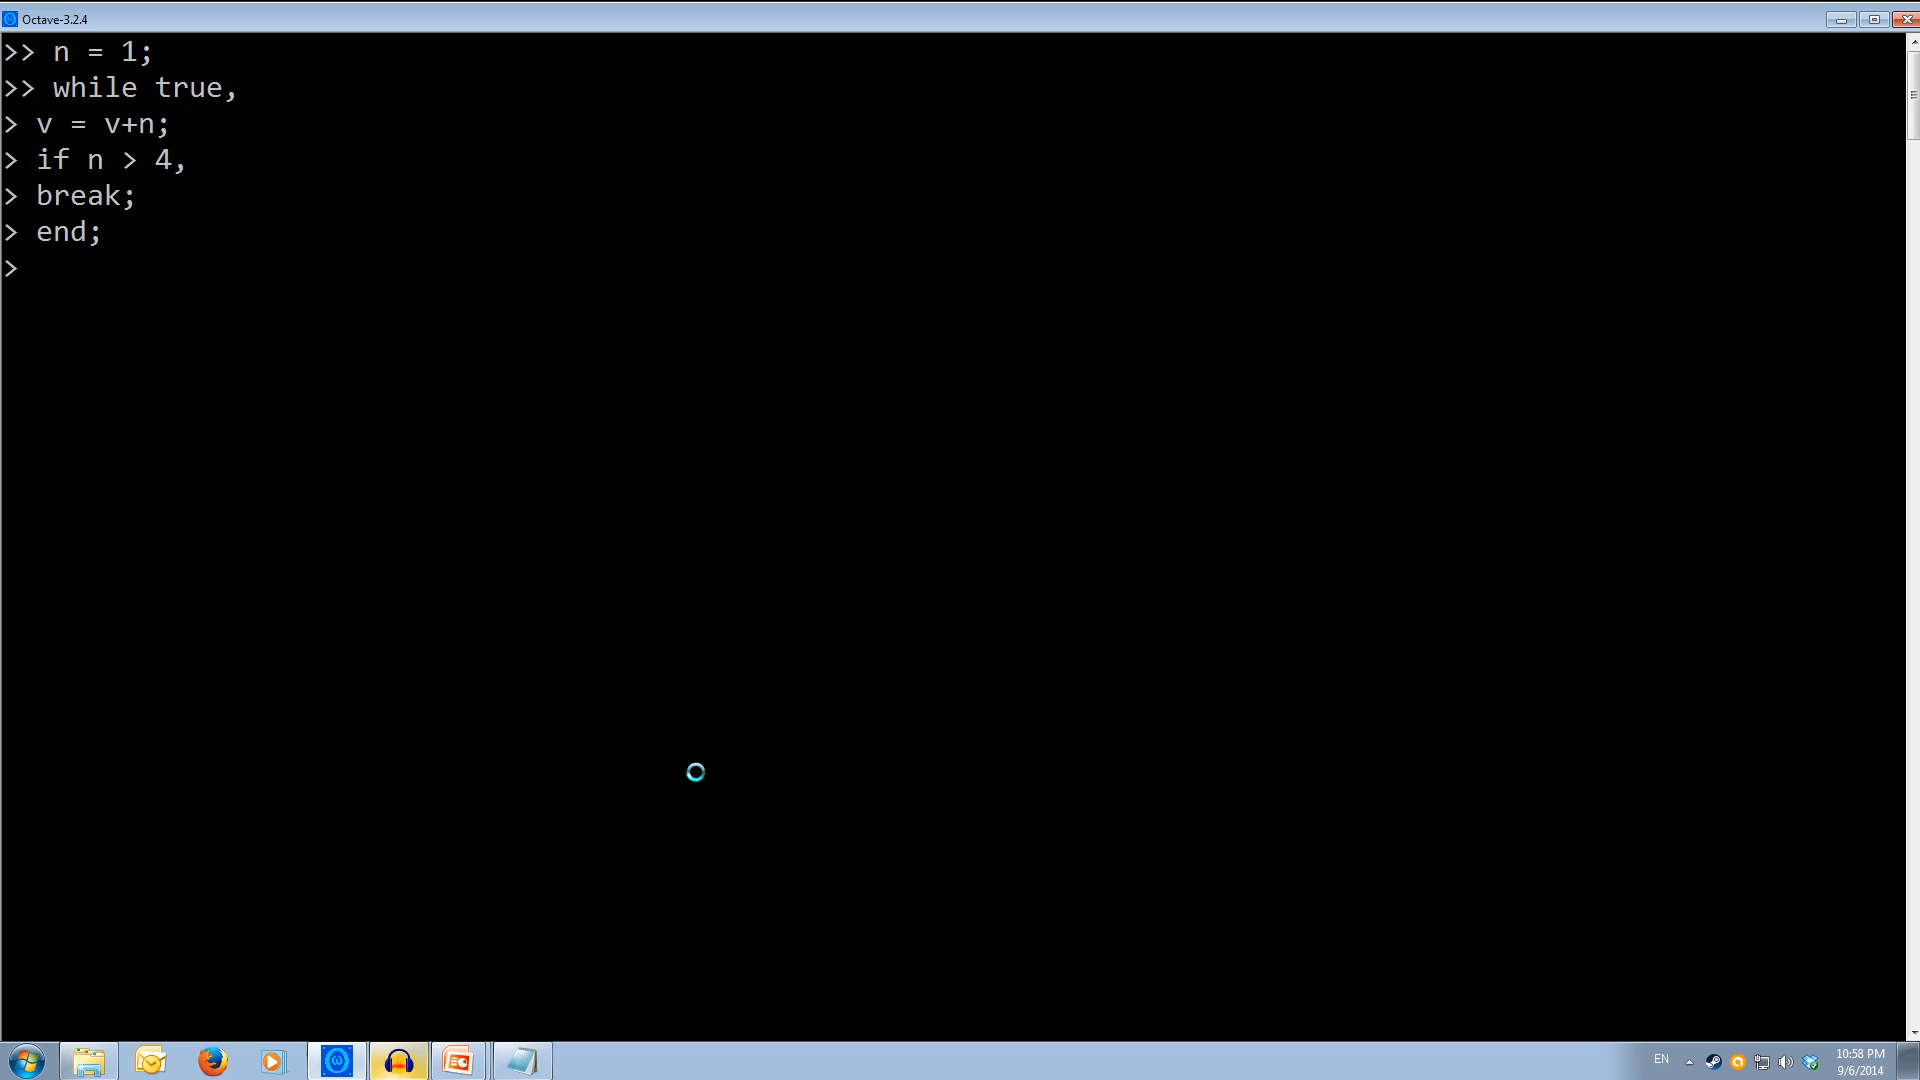 Octave-3.2.4
>> n = 1;
>> while true,
> v = v+n;
> if n > 4,
> break;
> end;
>
EN
10:58 PM
9/6/2014